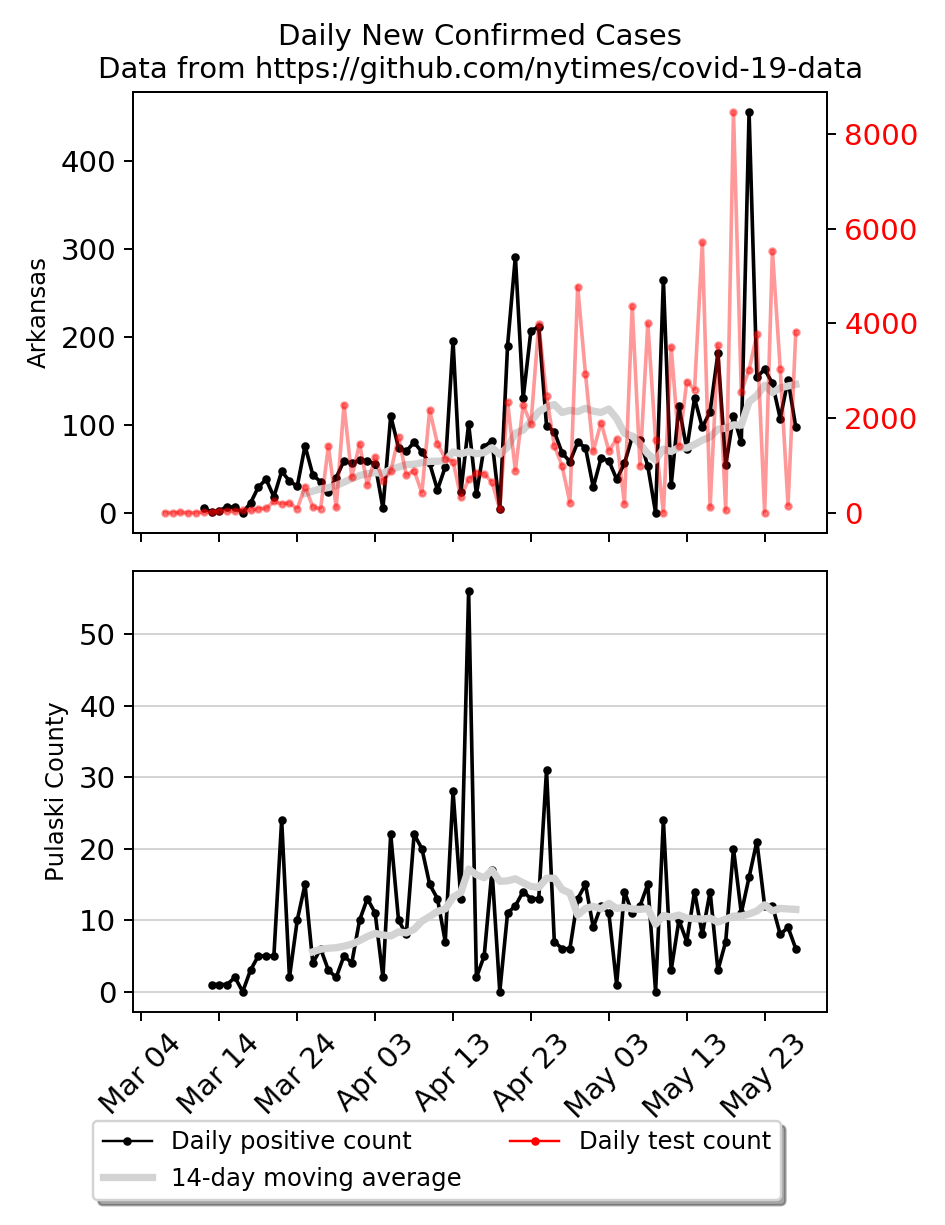 Daily New Confirmed Cases
Data from https://github.com/nytimes/covid-19-data
Arkansas
400
300
200
100
0
8000
6000
4000
2000
0
Pulaski County
50
40
30
20
10
0
Mar 04
Mar 14
Mar 24
Apr 03
Apr 13
Apr 23
May 03
May 13
May 23
Daily positive count
Daily test count
14-day moving average